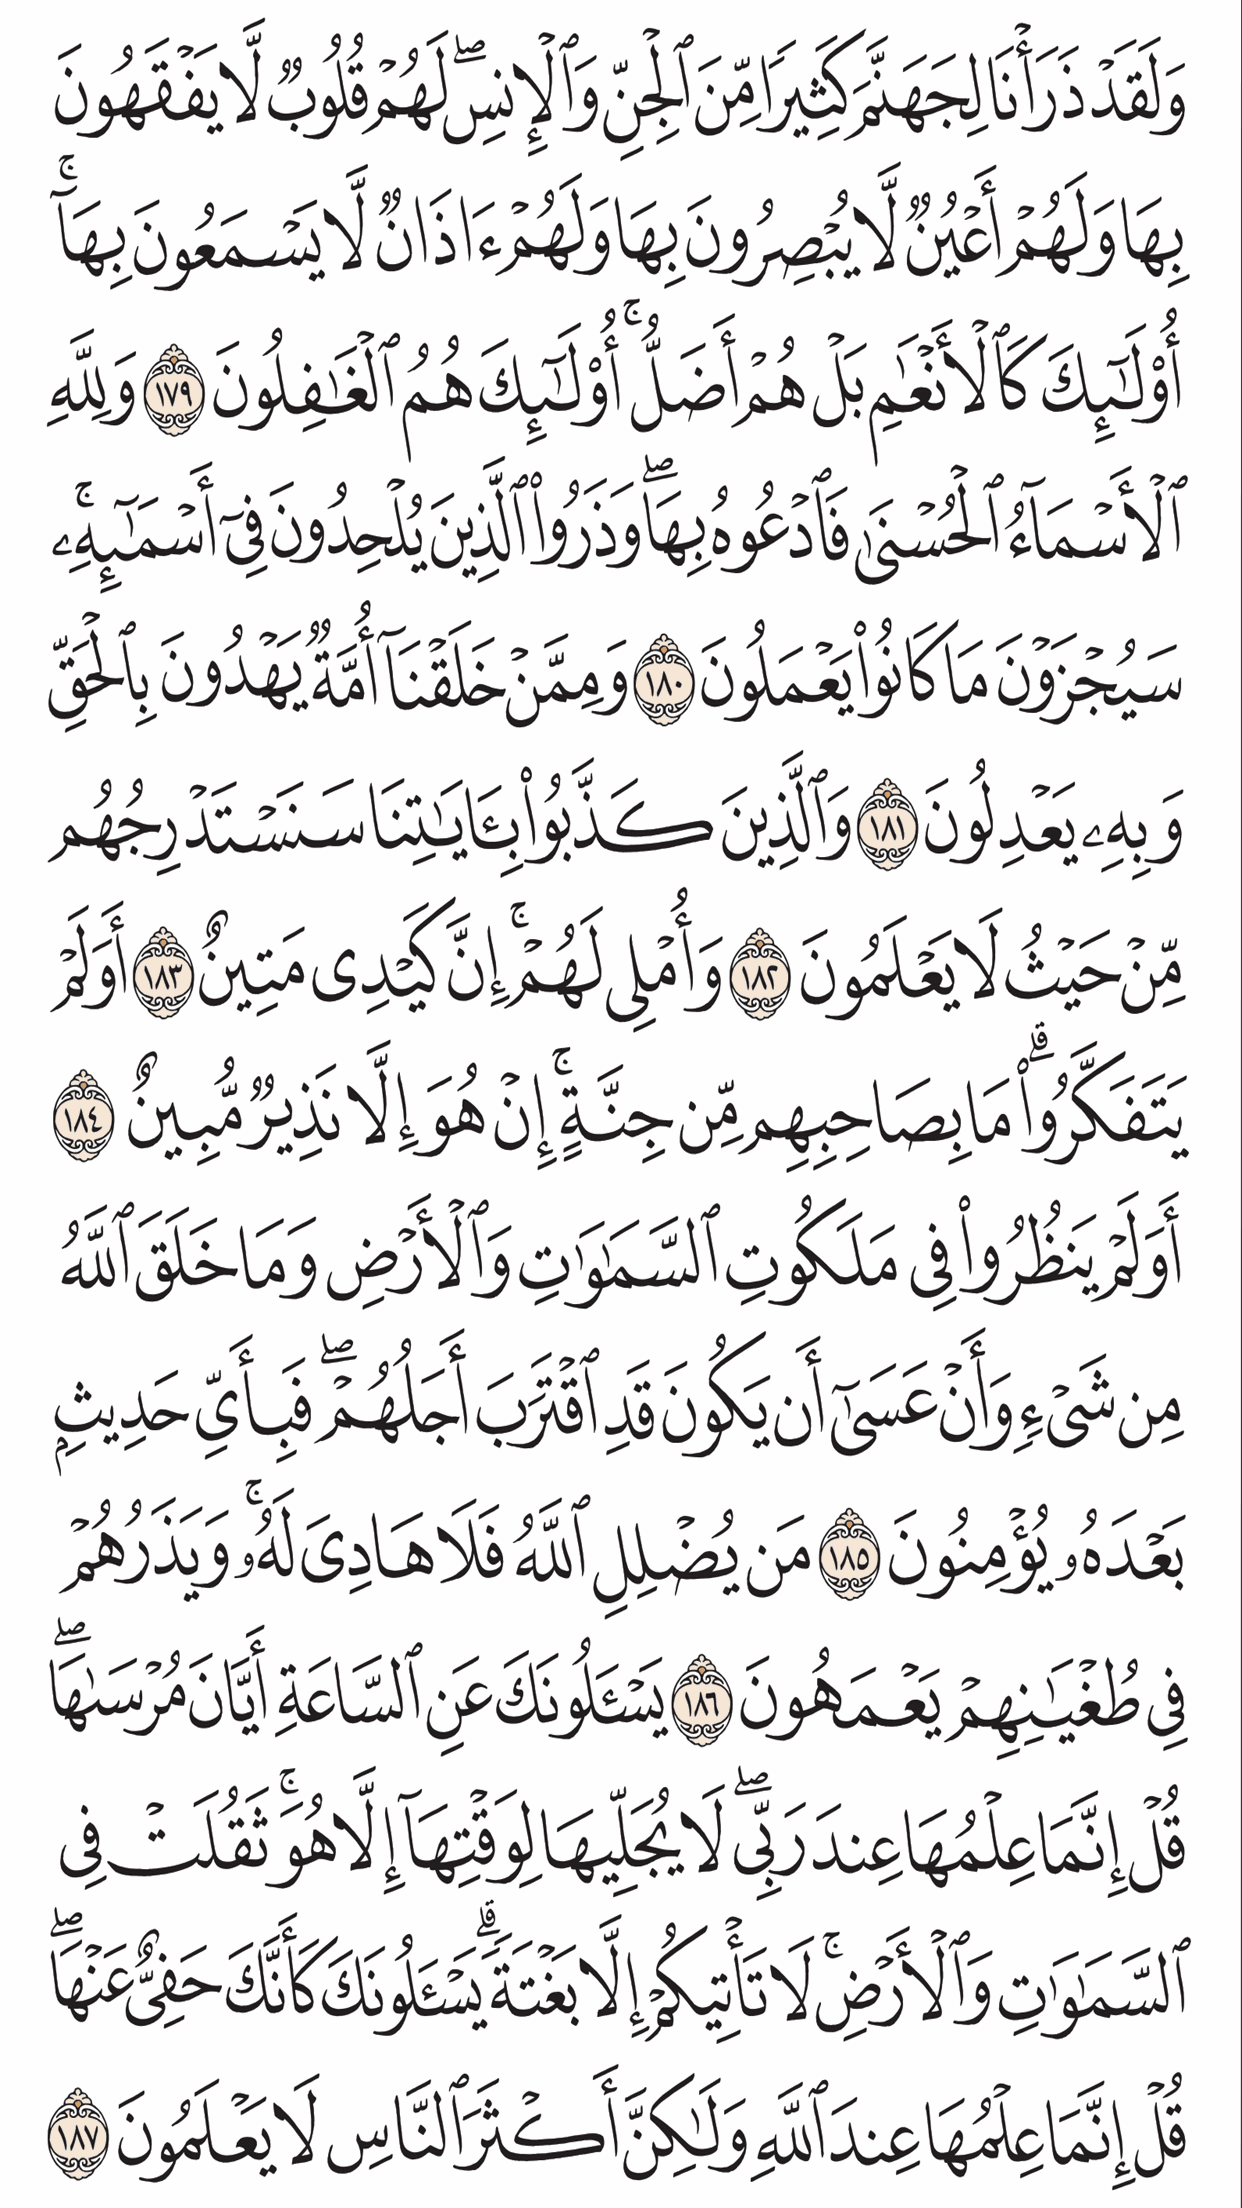 وَلَقَدْ ذَرَأْنَا لِجَهَنَّمَ كَثِيرًا مِّنَ ٱلْجِنِّ وَٱلْإِنسِ ۖ لَهُمْ قُلُوبٌ لَّا يَفْقَهُونَ
بِهَا وَلَهُمْ أَعْيُنٌ لَّا يُبْصِرُونَ بِهَا وَلَهُمْ ءَاذَانٌ لَّا يَسْمَعُونَ بِهَآ ۚ
أُو۟لَـٰٓئِكَ كَٱلْأَنْعَـٰمِ بَلْ هُمْ أَضَلُّ ۚ أُو۟لَـٰٓئِكَ هُمُ ٱلْغَـٰفِلُونَ ١٧٩ وَلِلَّهِ
ٱلْأَسْمَآءُ ٱلْحُسْنَىٰ فَٱدْعُوهُ بِهَا ۖ وَذَرُوا۟ ٱلَّذِينَ يُلْحِدُونَ فِىٓ أَسْمَـٰٓئِهِۦ ۚ
سَيُجْزَوْنَ مَا كَانُوا۟ يَعْمَلُونَ ١٨٠ وَمِمَّنْ خَلَقْنَآ أُمَّةٌ يَهْدُونَ بِٱلْحَقِّ
وَبِهِۦ يَعْدِلُونَ ١٨١ وَٱلَّذِينَ كَذَّبُوا۟ بِـَٔايَـٰتِنَا سَنَسْتَدْرِجُهُم
مِّنْ حَيْثُ لَا يَعْلَمُونَ ١٨٢ وَأُمْلِى لَهُمْ ۚ إِنَّ كَيْدِى مَتِينٌ ١٨٣ أَوَلَمْ
يَتَفَكَّرُوا۟ ۗ مَا بِصَاحِبِهِم مِّن جِنَّةٍ ۚ إِنْ هُوَ إِلَّا نَذِيرٌ مُّبِينٌ ١٨٤
أَوَلَمْ يَنظُرُوا۟ فِى مَلَكُوتِ ٱلسَّمَـٰوَٰتِ وَٱلْأَرْضِ وَمَا خَلَقَ ٱللَّهُ
مِن شَىْءٍ وَأَنْ عَسَىٰٓ أَن يَكُونَ قَدِ ٱقْتَرَبَ أَجَلُهُمْ ۖ فَبِأَىِّ حَدِيثٍۭ
بَعْدَهُۥ يُؤْمِنُونَ ١٨٥ مَن يُضْلِلِ ٱللَّهُ فَلَا هَادِىَ لَهُۥ ۚ وَيَذَرُهُمْ
فِى طُغْيَـٰنِهِمْ يَعْمَهُونَ ١٨٦ يَسْـَٔلُونَكَ عَنِ ٱلسَّاعَةِ أَيَّانَ مُرْسَىٰهَا ۖ
قُلْ إِنَّمَا عِلْمُهَا عِندَ رَبِّى ۖ لَا يُجَلِّيهَا لِوَقْتِهَآ إِلَّا هُوَ ۚ ثَقُلَتْ فِى
ٱلسَّمَـٰوَٰتِ وَٱلْأَرْضِ ۚ لَا تَأْتِيكُمْ إِلَّا بَغْتَةً ۗ يَسْـَٔلُونَكَ كَأَنَّكَ حَفِىٌّ عَنْهَا ۖ
قُلْ إِنَّمَا عِلْمُهَا عِندَ ٱللَّهِ وَلَـٰكِنَّ أَكْثَرَ ٱلنَّاسِ لَا يَعْلَمُونَ ١٨٧